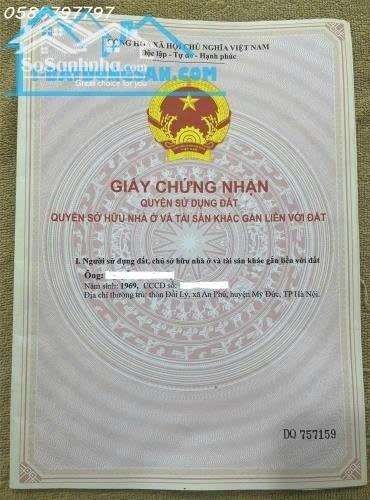 0585797797
CỘNG HÒA XÃ HỘI CHỦ NGHĨA VIỆT NAM
Độc lập - Tự do - Hạnh phúc
SoSanhnha.com
Great choice for you
GIẤY CHỨNG NHẬN
QUYỀN SỬ DỤNG ĐẤT
QUYỀN SỞ HỮU NHÀ Ở VÀ TÀI SẢN KHÁC GẮN LIỀN VỚI ĐẤT
I. Người sử dụng đất, chủ sở hữu nhà ở và tài sản khác gắn liền với đất
Ông:
Năm sinh: 1969, CCCD số:
Địa chỉ thường trú: thôn Đồi Lý, xã An Phú, huyện Mỹ Đức, TP Hà Nội.
DQ 757159